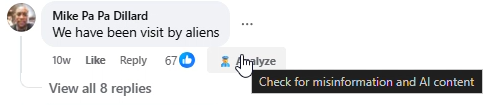 Mike Pa Pa Dillard
We have been visit by aliens
...
10w Like Reply 67 Analyze
Check for misinformation and AI content
View all 8 replies